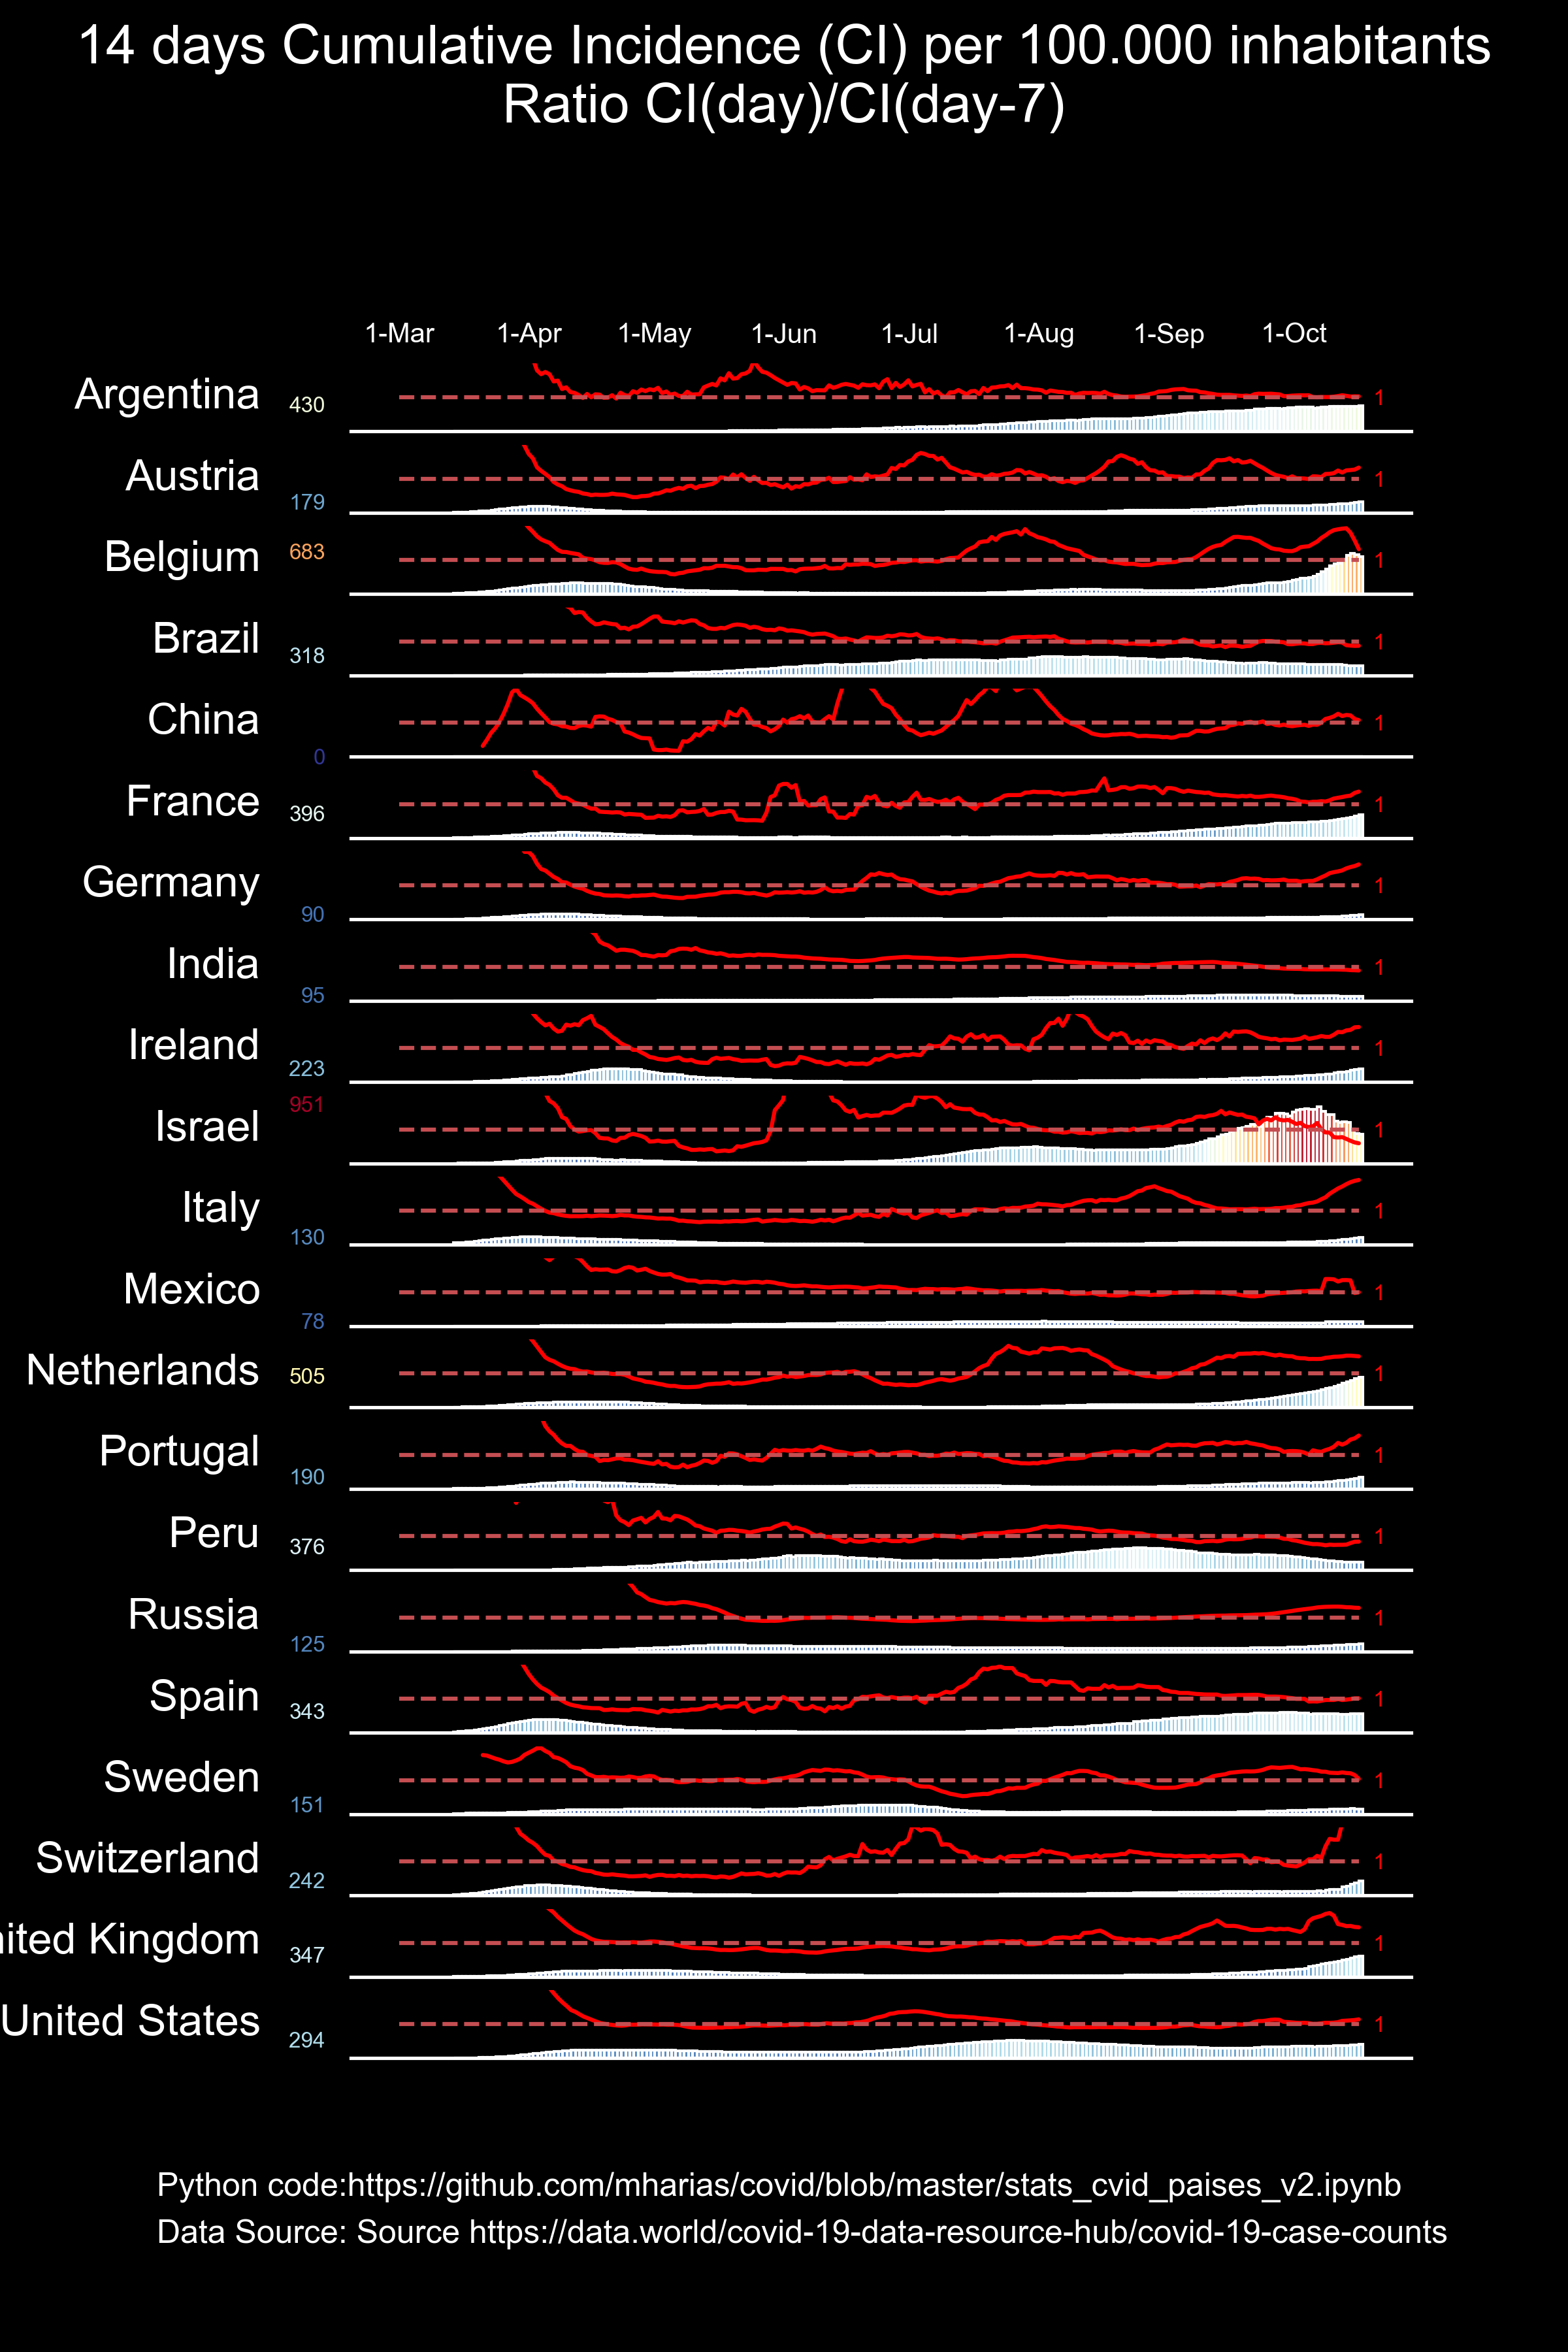 14 days Cumulative Incidence (CI) per 100.000 inhabitants
Ratio CI(day)/CI(day-7)
1-Mar 1-Apr 1-May 1-Jun 1-Jul 1-Aug 1-Sep 1-Oct
Argentina 430 1
Austria 179 1
Belgium 683 1
Brazil 318 1
China 0 1
France 396 1
Germany 90 1
India 95 1
Ireland 223 1
Israel 951 1
Italy 130 1
Mexico 78 1
Netherlands 505 1
Portugal 190 1
Peru 376 1
Russia 125 1
Spain 343 1
Sweden 151 1
Switzerland 242 1
ited Kingdom 347 1
United States 294 1
Python code:https://github.com/mharias/covid/blob/master/stats_cvid_paises_v2.ipynb
Data Source: Source https://data.world/covid-19-data-resource-hub/covid-19-case-counts